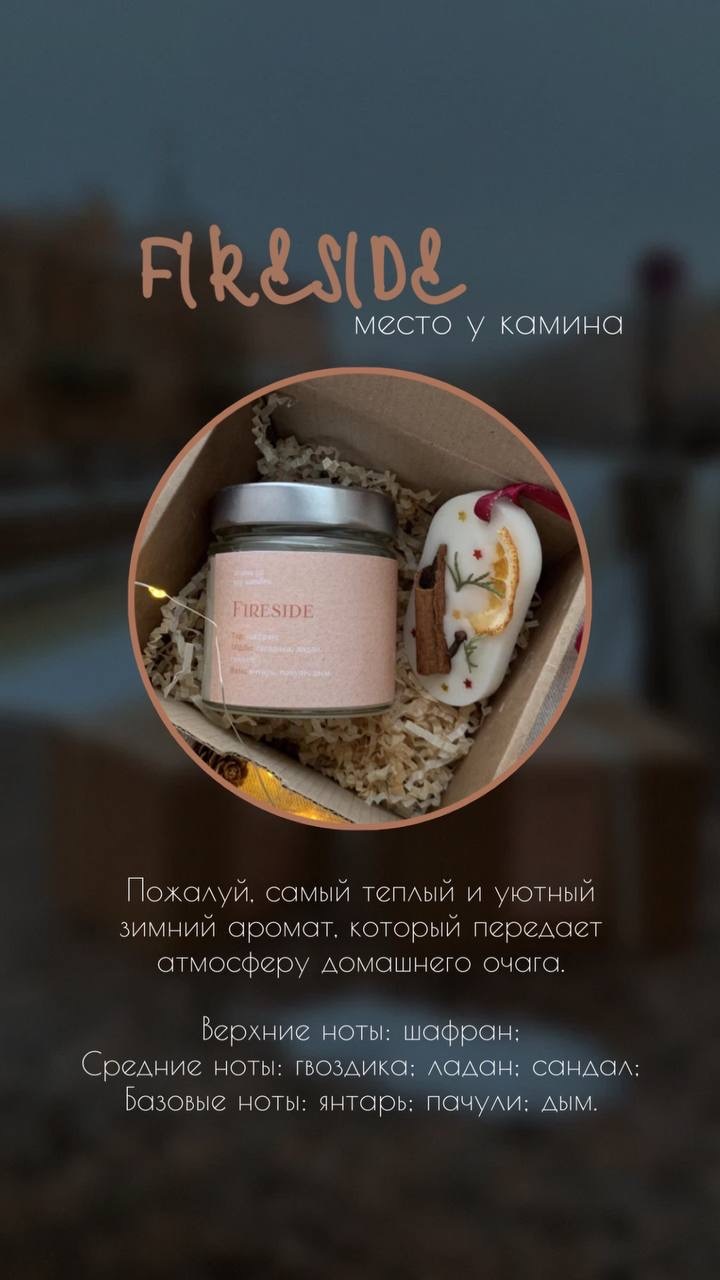 FIRESIDE
место у камина
FIRESIDE
Пожалуй, самый теплый и уютный
зимний аромат, который передает
атмосферу домашнего очага.
Верхние ноты: шафран;
Средние ноты: гвоздика; ладан; сандал;
Базовые ноты: янтарь; пачули; дым.